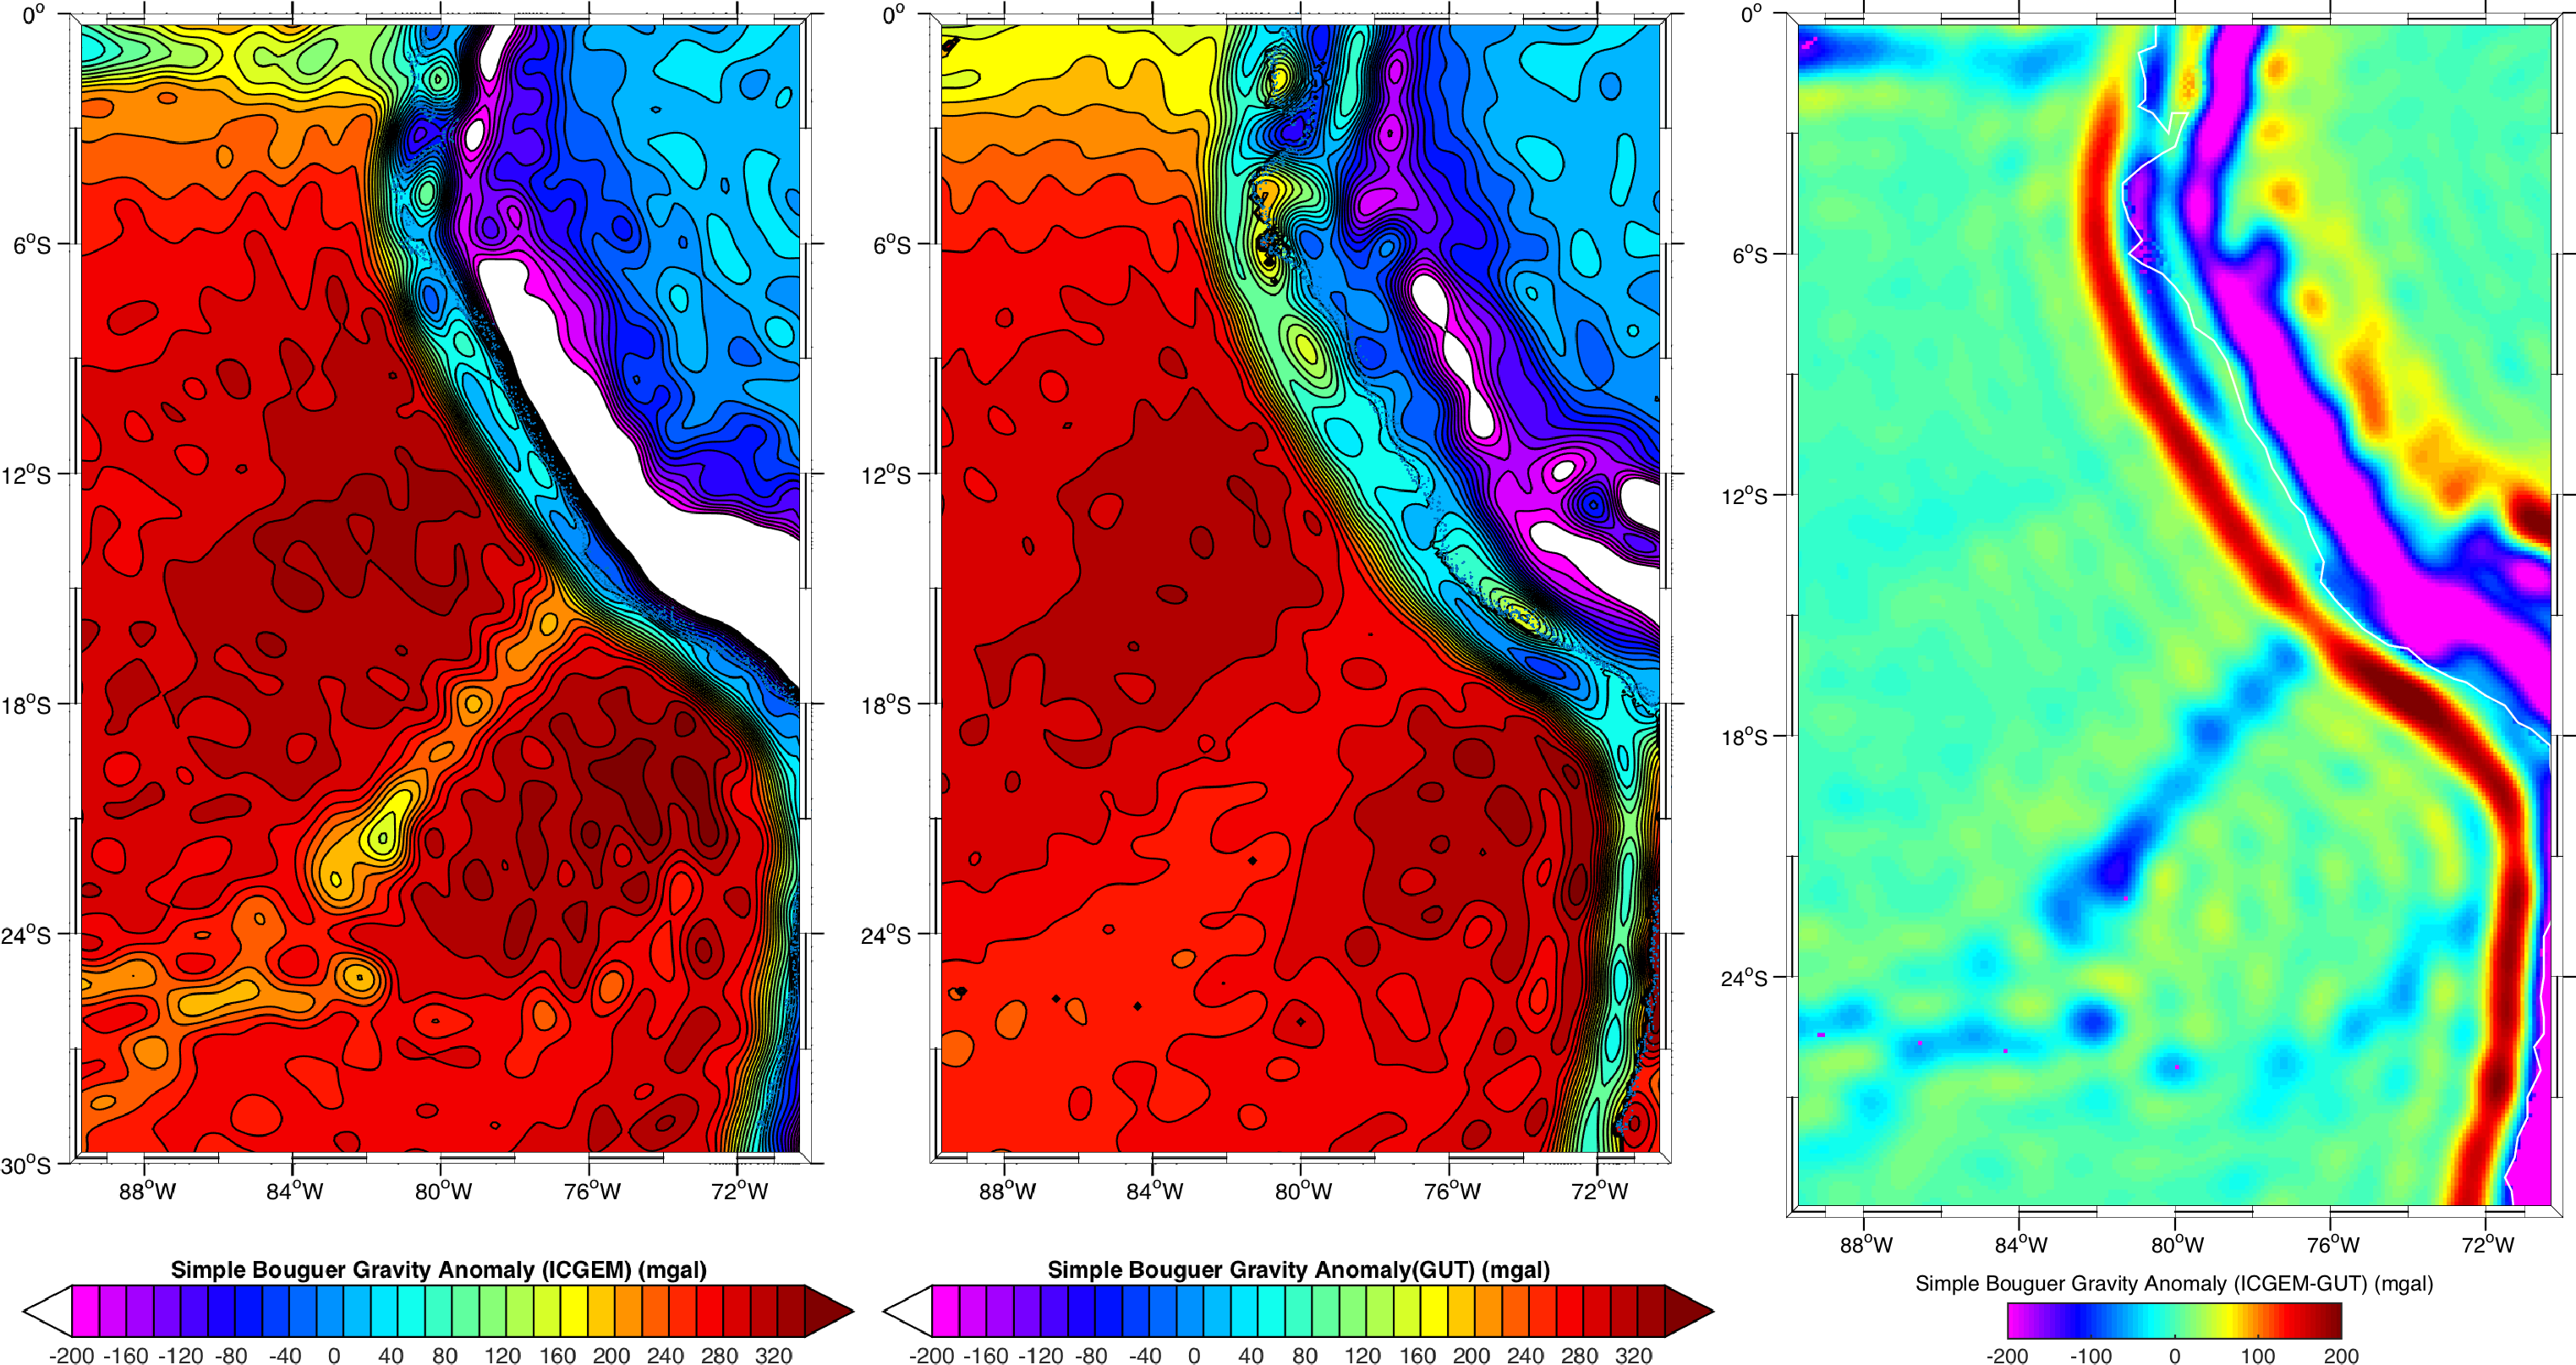 0°
6°S
12°S
18°S
24°S
30°S
88°W 84°W 80°W 76°W 72°W
Simple Bouguer Gravity Anomaly (ICGEM) (mgal)
-200 -160 -120 -80 -40 0 40 80 120 160 200 240 280 320
0°
6°S
12°S
18°S
24°S
88°W 84°W 80°W 76°W 72°W
Simple Bouguer Gravity Anomaly(GUT) (mgal)
-200 -160 -120 -80 -40 0 40 80 120 160 200 240 280 320
0°
6°S
12°S
18°S
24°S
88°W 84°W 80°W 76°W 72°W
Simple Bouguer Gravity Anomaly (ICGEM-GUT) (mgal)
-200 -100 0 100 200